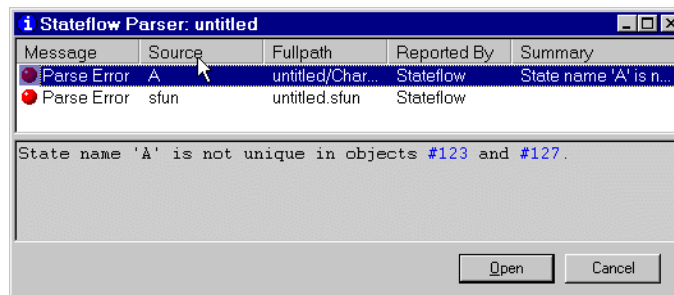 Stateflow Parser: untitled
Message Source Fullpath Reported By Summary
Parse Error A untitled/Char... Stateflow State name 'A' is n...
Parse Error sfun untitled.sfun Stateflow
State name 'A' is not unique in objects #123 and #127.
Open Cancel